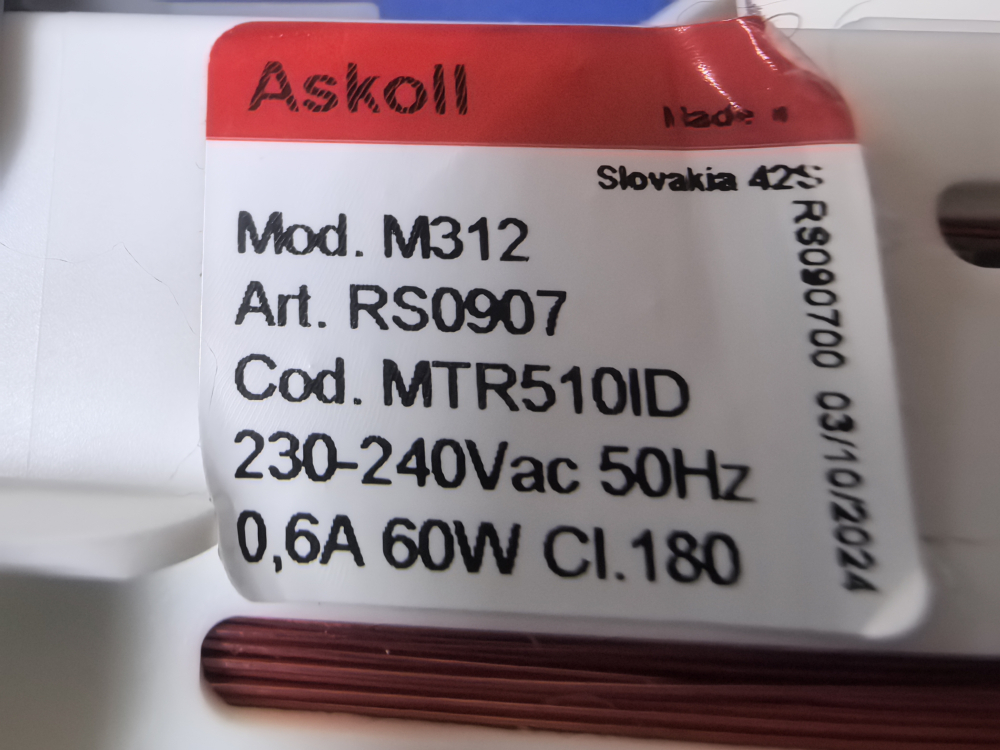 Askoll
Made
Slovakia 42S
Mod. M312
Art. RS0907
Cod. MTR510ID
230-240Vac 50Hz
0,6A 60W Cl.180
RS090700 03/10/2024